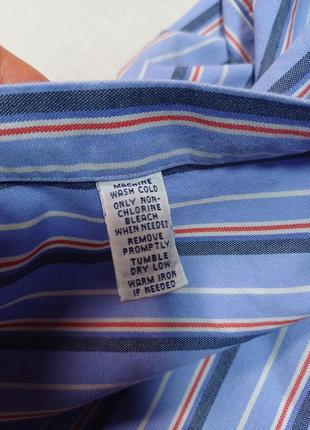 MACHINE
WASH COLD
ONLY NON-
CHLORINE
BLEACH
WHEN NEEDED
REMOVE
PROMPTLY
TUMBLE
DRY LOW
WARM IRON
IF NEEDED